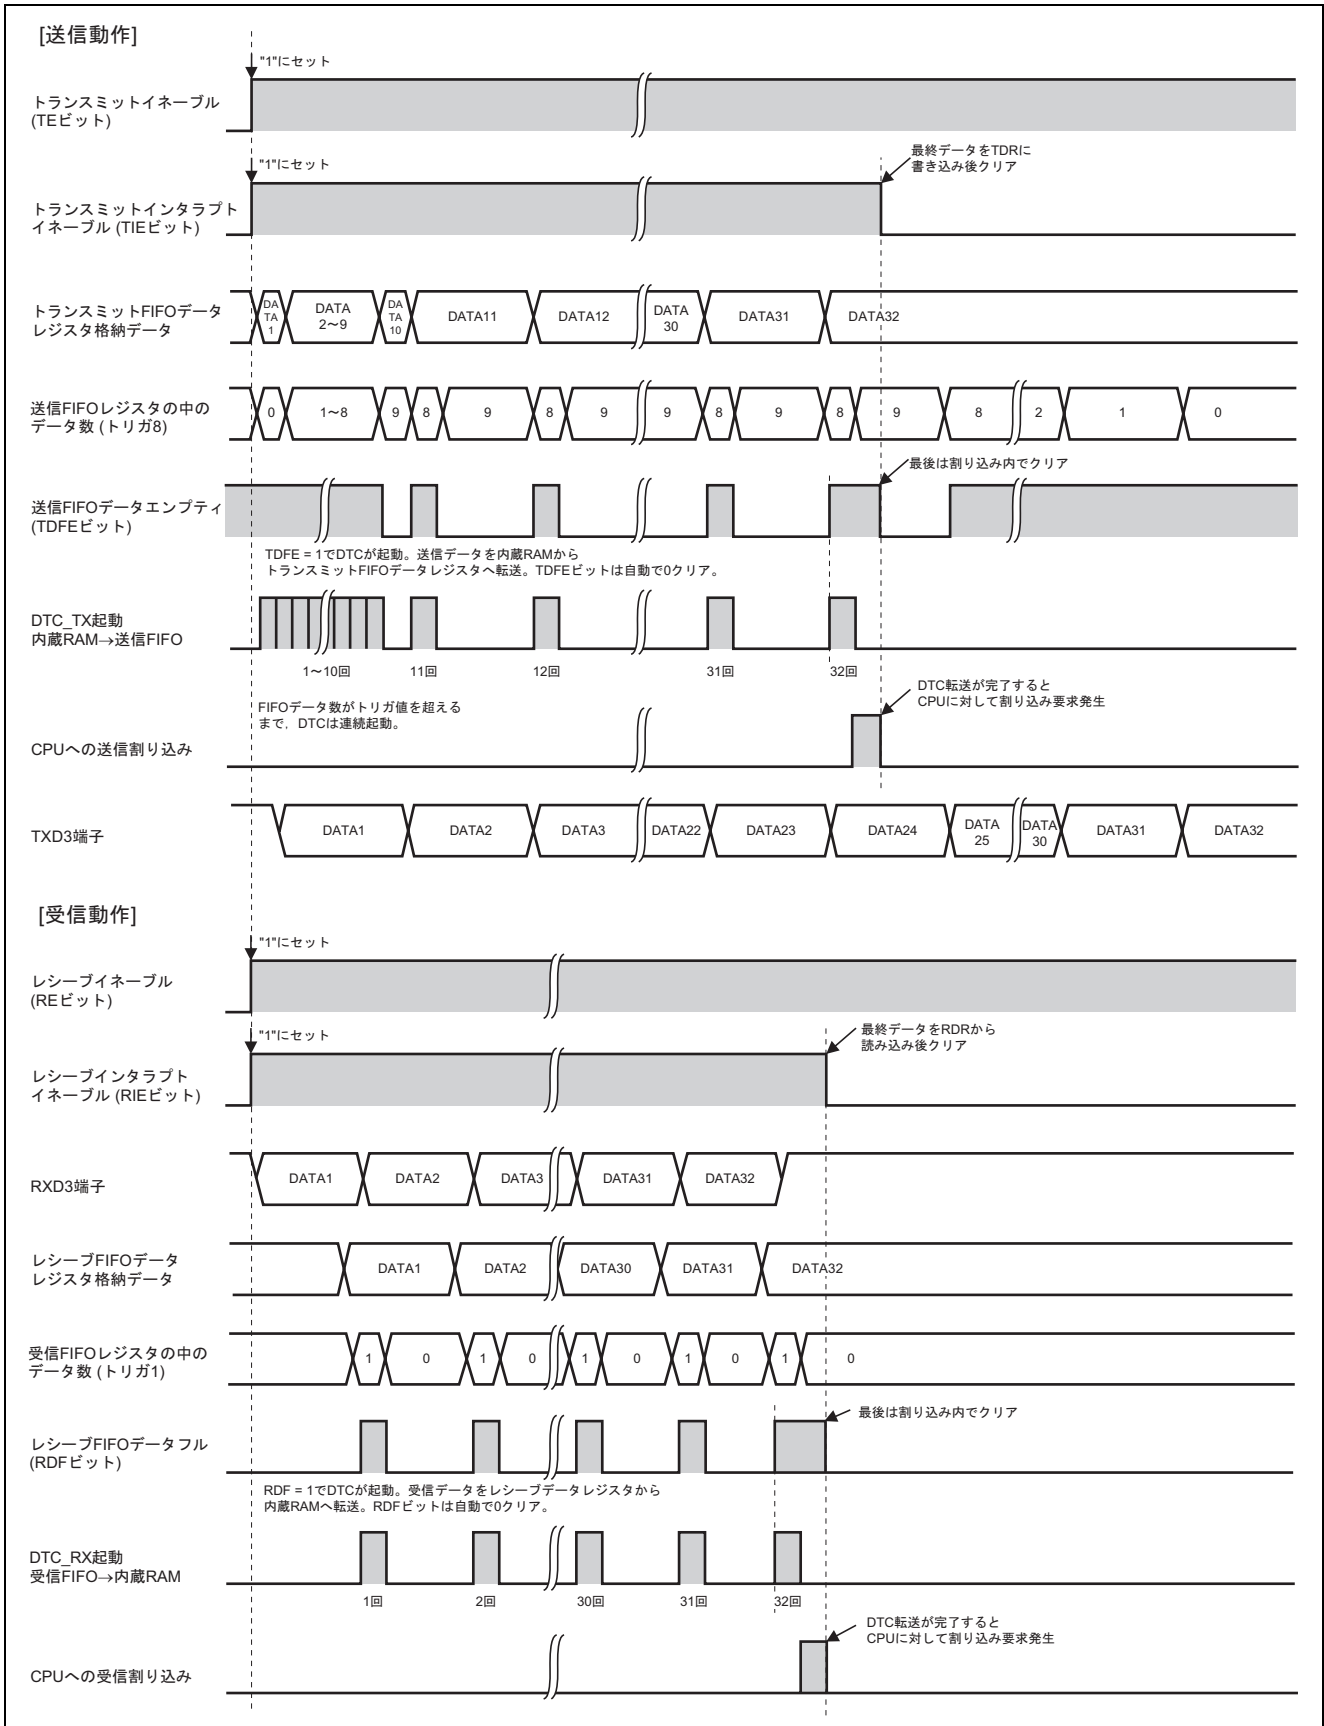 [送信動作]
"1"にセット
トランスミットイネーブル
(TEビット)
"1"にセット
最終データをTDRに
書き込み後クリア
トランスミットインタラプト
イネーブル (TIEビット)
トランスミットFIFOデータ
レジスタ格納データ
DA
TA
1
DATA
2～9
DA
TA
10
DATA11
DATA12
DATA
30
DATA31
DATA32
送信FIFOレジスタの中の
データ数 (トリガ8)
0
1～8
9
8
9
8
9
9
8
9
8
9
8
2
1
0
最後は割り込み内でクリア
送信FIFOデータエンプティ
(TDFEビット)
TDFE = 1でDTCが起動。送信データを内蔵RAMから
トランスミットFIFOデータレジスタへ転送。TDFEビットは自動で0クリア。
DTC_TX起動
内蔵RAM→送信FIFO
1～10回
11回
12回
31回
32回
DTC転送が完了すると
CPUに対して割り込み要求発生
FIFOデータ数がトリガ値を超える
まで，DTCは連続起動。
CPUへの送信割り込み
TXD3端子
DATA1
DATA2
DATA3
DATA22
DATA23
DATA24
DATA
25
DATA
30
DATA31
DATA32
[受信動作]
"1"にセット
レシーブイネーブル
(REビット)
"1"にセット
最終データをRDRから
読み込み後クリア
レシーブインタラプト
イネーブル (RIEビット)
RXD3端子
DATA1
DATA2
DATA3
DATA31
DATA32
レシーブFIFOデータ
レジスタ格納データ
DATA1
DATA2
DATA30
DATA31
DATA32
受信FIFOレジスタの中の
データ数 (トリガ1)
1
0
1
0
1
0
1
0
1
0
最後は割り込み内でクリア
レシーブFIFOデータフル
(RDFビット)
RDF = 1でDTCが起動。受信データをレシーブデータレジスタから
内蔵RAMへ転送。RDFビットは自動で0クリア。
DTC_RX起動
受信FIFO→内蔵RAM
1回
2回
30回
31回
32回
DTC転送が完了すると
CPUに対して割り込み要求発生
CPUへの受信割り込み